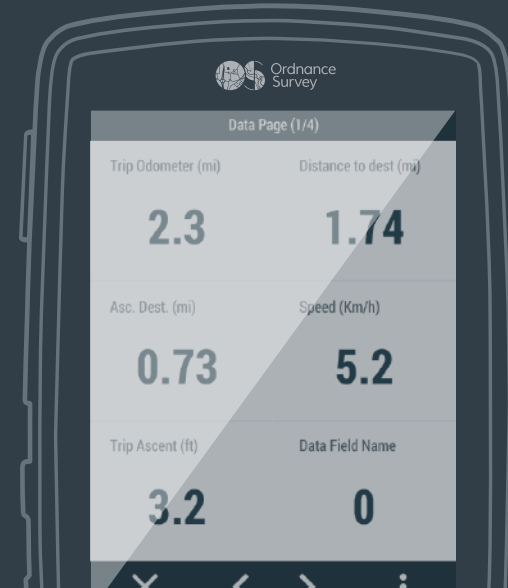 OS Ordnance
Survey
Data Page (1/4)
Trip Odometer (mi) Distance to dest (mi)
2.3 1.74
Asc. Dest. (mi) Speed (Km/h)
0.73 5.2
Trip Ascent (ft) Data Field Name
3.2 0